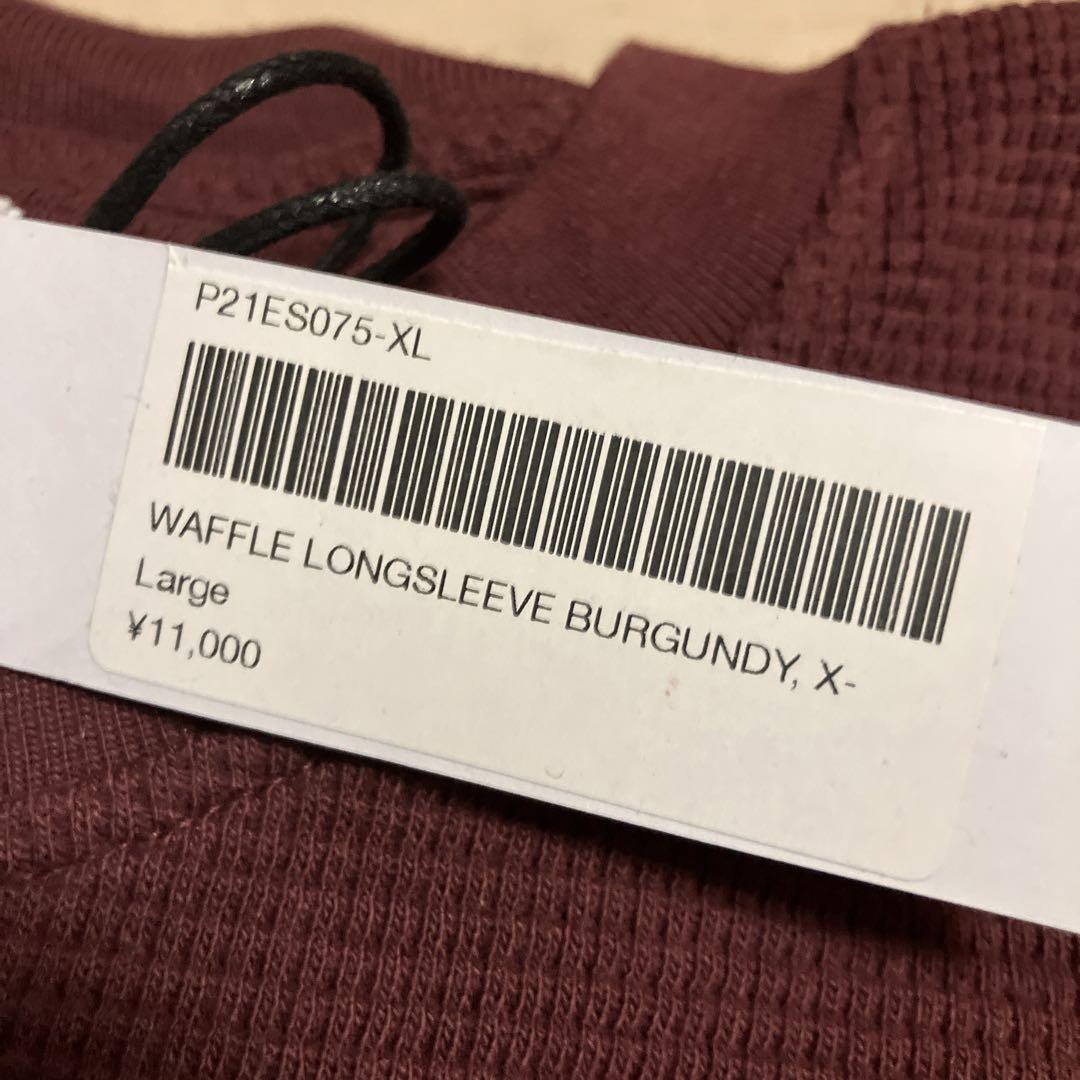 P21ES075-XL
WAFFLE LONGSLEEVE BURGUNDY, X-
Large
¥11,000